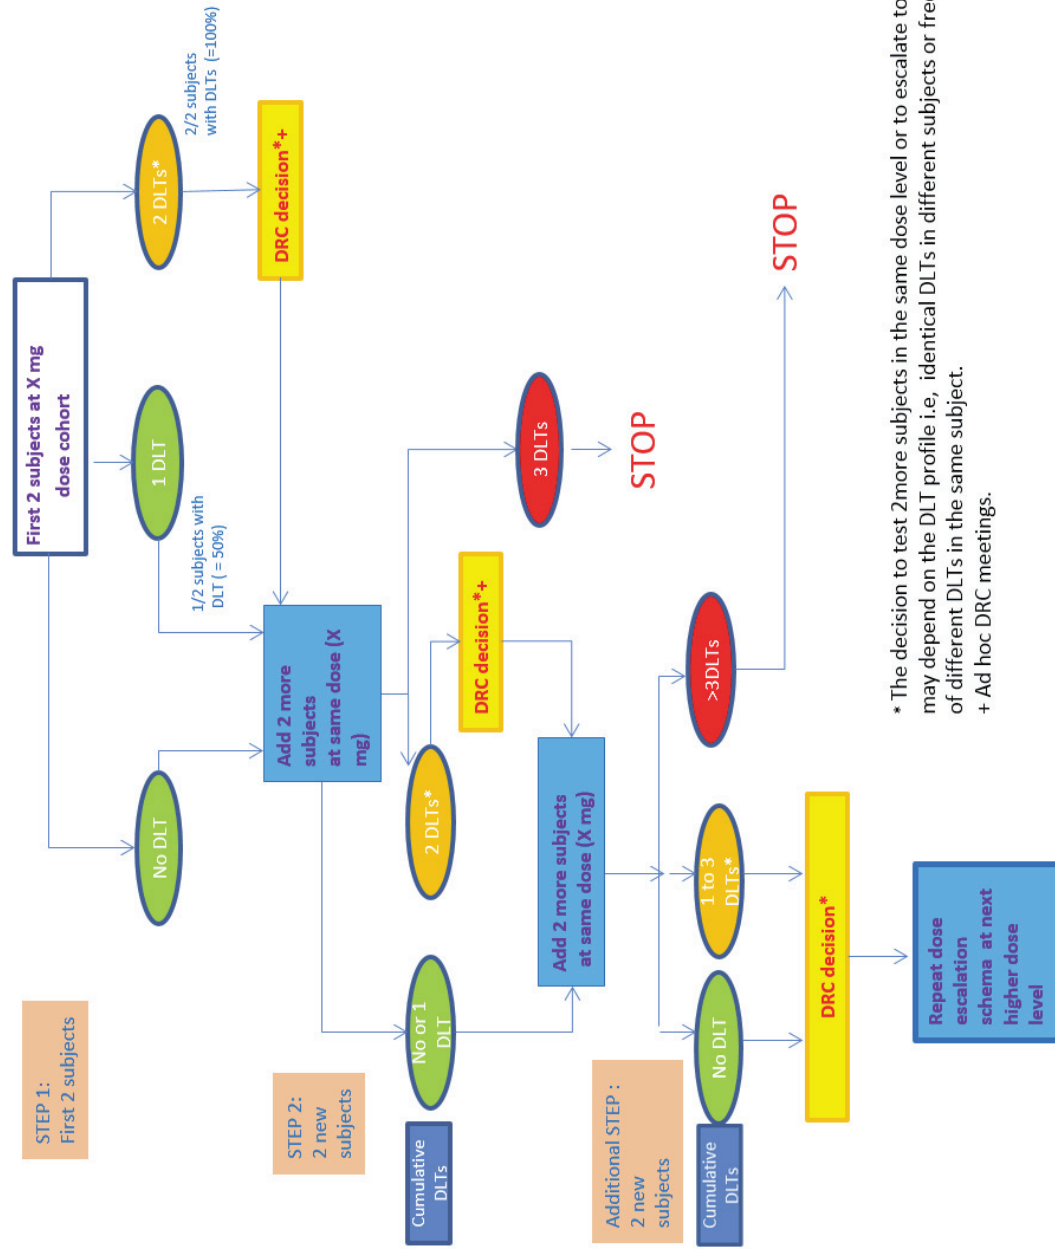 First 2 subjects at X mg
dose cohort
STEP 1:
First 2 subjects
No DLT
1 DLT
2 DLTs*
1/2 subjects with
DLT ( = 50%)
2/2 subjects
with DLTs (=100%)
DRC decision*+
STEP 2:
2 new
subjects
Add 2 more
subjects
at same dose (X
mg)
Cumulative
DLTs
No or 1
DLT
2 DLTs*
3 DLTs
DRC decision*+
STOP
Add 2 more subjects
at same dose (X mg)
Additional STEP :
2 new
subjects
Cumulative
DLTs
No DLT
1 to 3
DLTs*
>3DLTs
STOP
DRC decision*
Repeat dose
escalation
schema at next
higher dose
level
* The decision to test 2more subjects in the same dose level or to escalate to
may depend on the DLT profile i.e, identical DLTs in different subjects or
of different DLTs in the same subject.
+ Ad hoc DRC meetings.